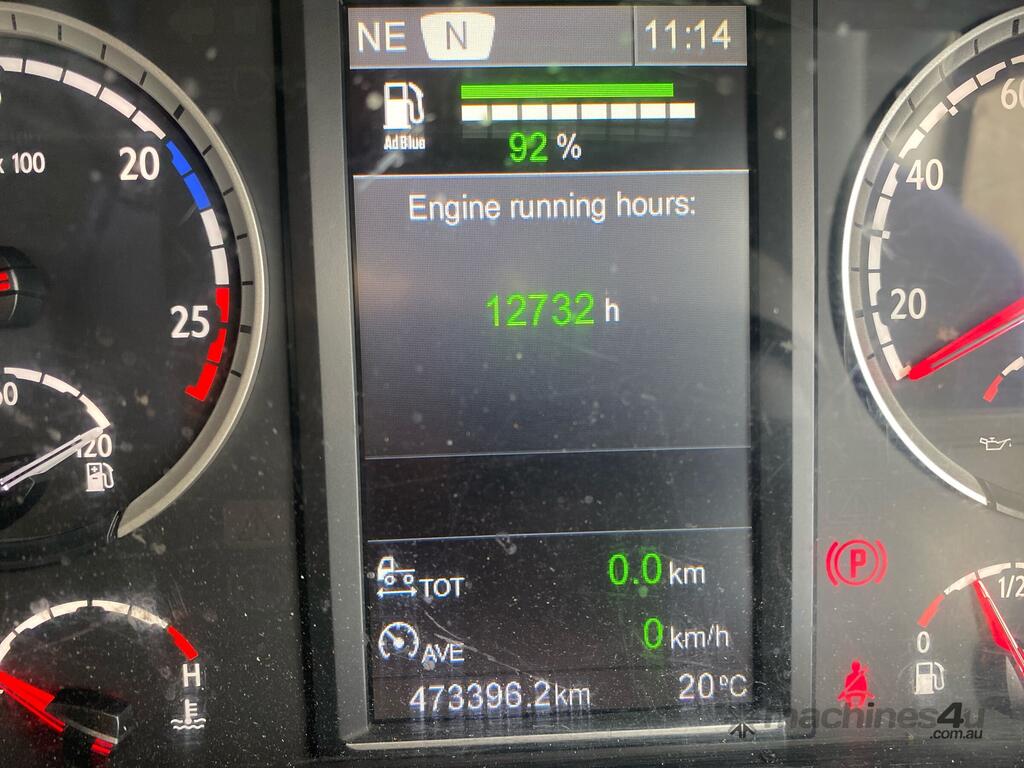 NE N 11:14
AdBlue
92 %
Engine running hours:
12732 h
TOT 0.0 km
AVE 0 km/h
473396.2km 20°C
x 100
20
25
120
H
60
40
20
P
1/2
0
machines4u
.com.au